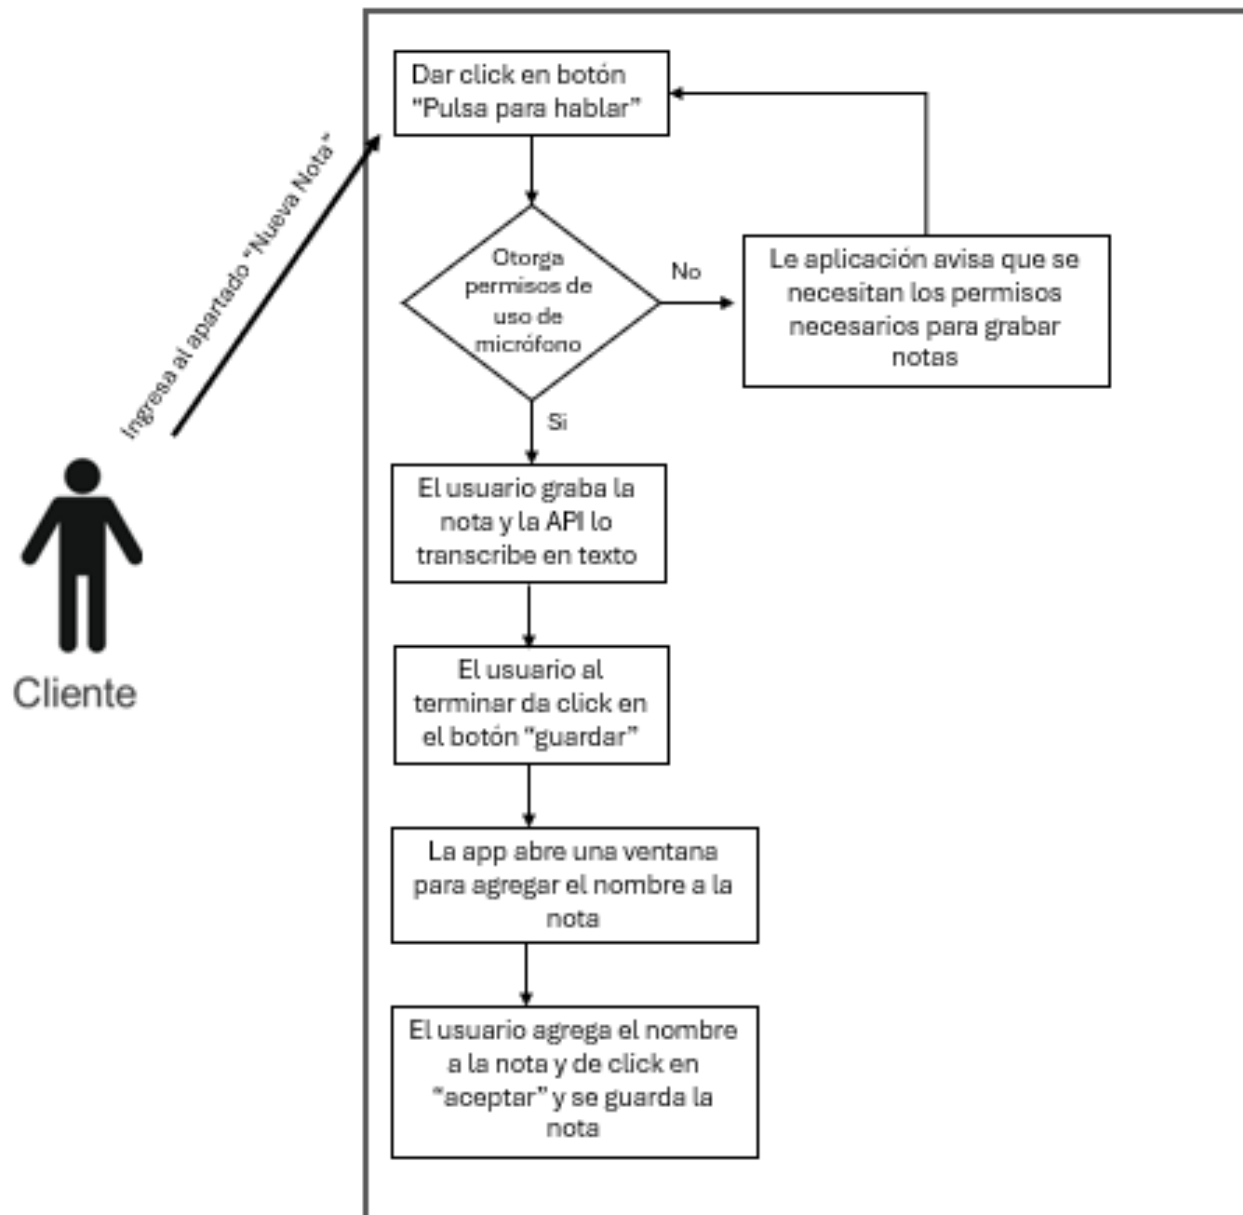 Dar click en botón
“Pulsa para hablar”
Ingresa al apartado “Nueva Nota”
Otorga
permisos de
uso de
micrófono
No
Le aplicación avisa que se
necesitan los permisos
necesarios para grabar
notas
Si
El usuario graba la
nota y la API lo
transcribe en texto
Cliente
El usuario al
terminar da click en
el botón “guardar”
La app abre una ventana
para agregar el nombre a la
nota
El usuario agrega el nombre
a la nota y de click en
“aceptar” y se guarda la
nota